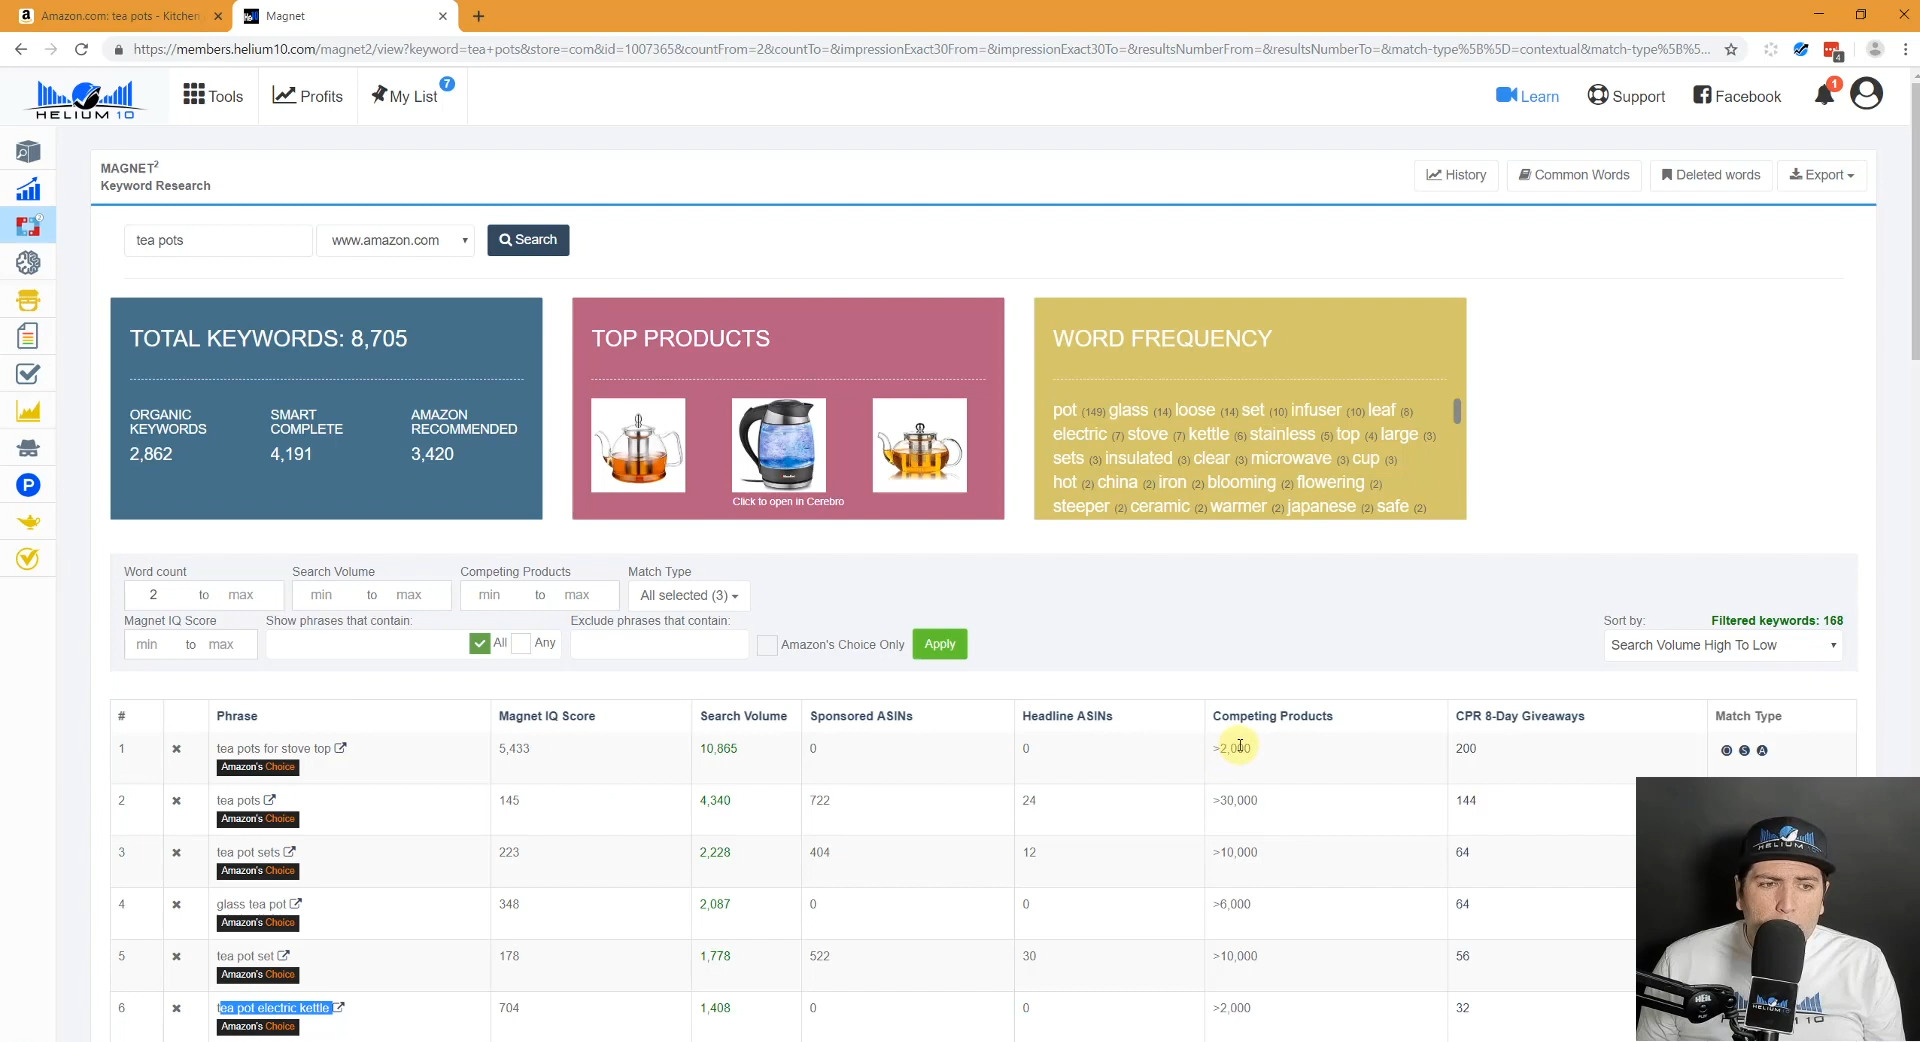 Amazon.com: tea pots - Kitchen
Magnet
https://members.helium10.com/magnet2/view?keyword=tea+pots&store=com&id=1007365&countFrom=2&countTo=&impressionExact30From=&impressionExact30To=&resultsNumberFrom=&resultsNumberTo=&match-type%5B%5D=contextual&match-type%5B%5...
4
HELIUM 10
Tools
Profits
My List
7
Learn
Support
Facebook
1
MAGNET2
Keyword Research
History
Common Words
Deleted words
Export
tea pots
www.amazon.com
Search
TOTAL KEYWORDS: 8,705
ORGANIC KEYWORDS
2,862
SMART COMPLETE
4,191
AMAZON RECOMMENDED
3,420
TOP PRODUCTS
Click to open in Cerebro
WORD FREQUENCY
pot (149) glass (14) loose (14) set (10) infuser (10) leaf (8)
electric (7) stove (7) kettle (6) stainless (5) top (4) large (3)
sets (3) insulated (3) clear (3) microwave (3) cup (3)
hot (2) china (2) iron (2) blooming (2) flowering (2)
steeper (2) ceramic (2) warmer (2) japanese (2) safe (2)
Word count
2 to max
Search Volume
min to max
Competing Products
min to max
Match Type
All selected (3)
Magnet IQ Score
min to max
Show phrases that contain:
All Any
Exclude phrases that contain:
Amazon's Choice Only
Apply
Sort by:
Filtered keywords: 168
Search Volume High To Low
# Phrase Magnet IQ Score Search Volume Sponsored ASINs Headline ASINs Competing Products CPR 8-Day Giveaways Match Type
1 tea pots for stove top 5,433 10,865 0 0 >2,000 200 O S A
Amazon's Choice
2 tea pots 145 4,340 722 24 >30,000 144
Amazon's Choice
3 tea pot sets 223 2,228 404 12 >10,000 64
Amazon's Choice
4 glass tea pot 348 2,087 0 0 >6,000 64
Amazon's Choice
5 tea pot set 178 1,778 522 30 >10,000 56
Amazon's Choice
6 tea pot electric kettle 704 1,408 0 0 >2,000 32
Amazon's Choice
HELIUM 10